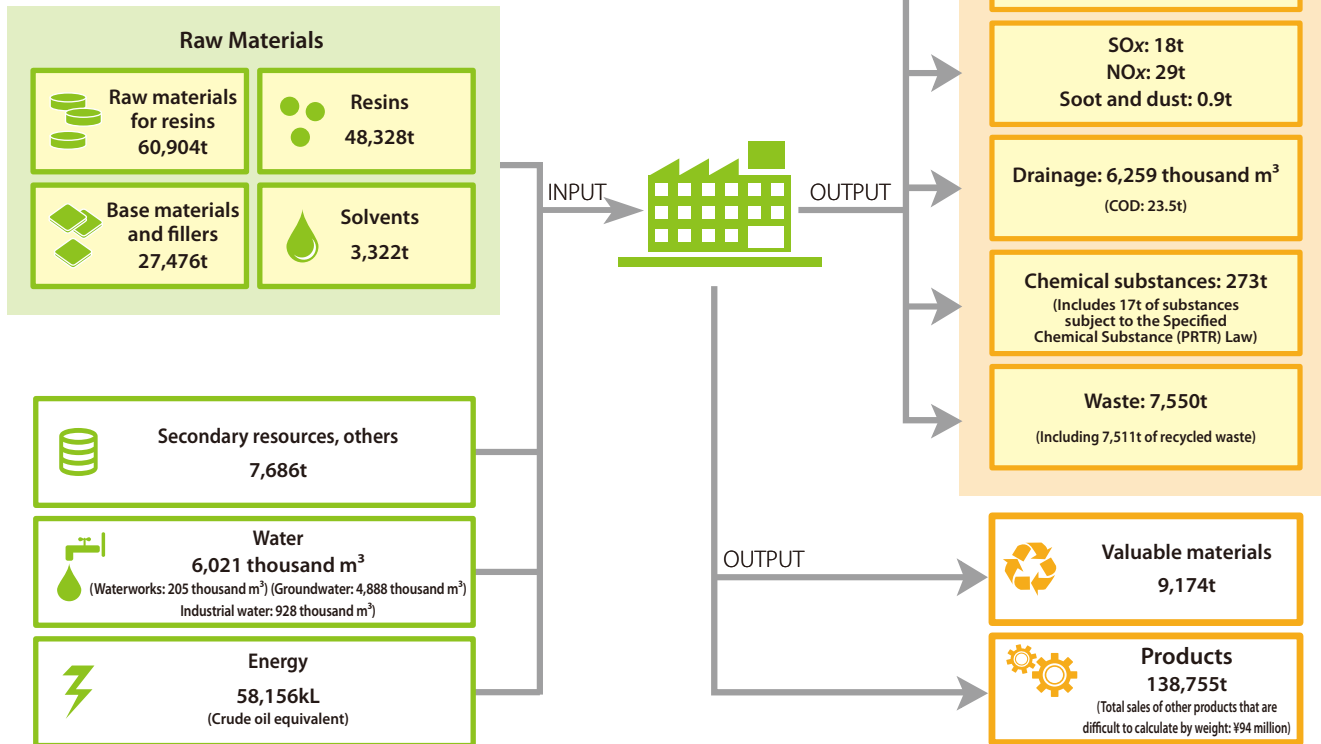 Raw Materials
Raw materials
for resins
60,904t
Resins
48,328t
Base materials
and fillers
27,476t
Solvents
3,322t
Secondary resources, others
7,686t
Water
6,021 thousand m³
(Waterworks: 205 thousand m³) (Groundwater: 4,888 thousand m³)
Industrial water: 928 thousand m³)
Energy
58,156kL
(Crude oil equivalent)
INPUT
OUTPUT
SOx: 18t
NOx: 29t
Soot and dust: 0.9t
Drainage: 6,259 thousand m³
(COD: 23.5t)
Chemical substances: 273t
(Includes 17t of substances
subject to the Specified
Chemical Substance (PRTR) Law)
Waste: 7,550t
(Including 7,511t of recycled waste)
OUTPUT
Valuable materials
9,174t
Products
138,755t
(Total sales of other products that are
difficult to calculate by weight: ¥94 million)